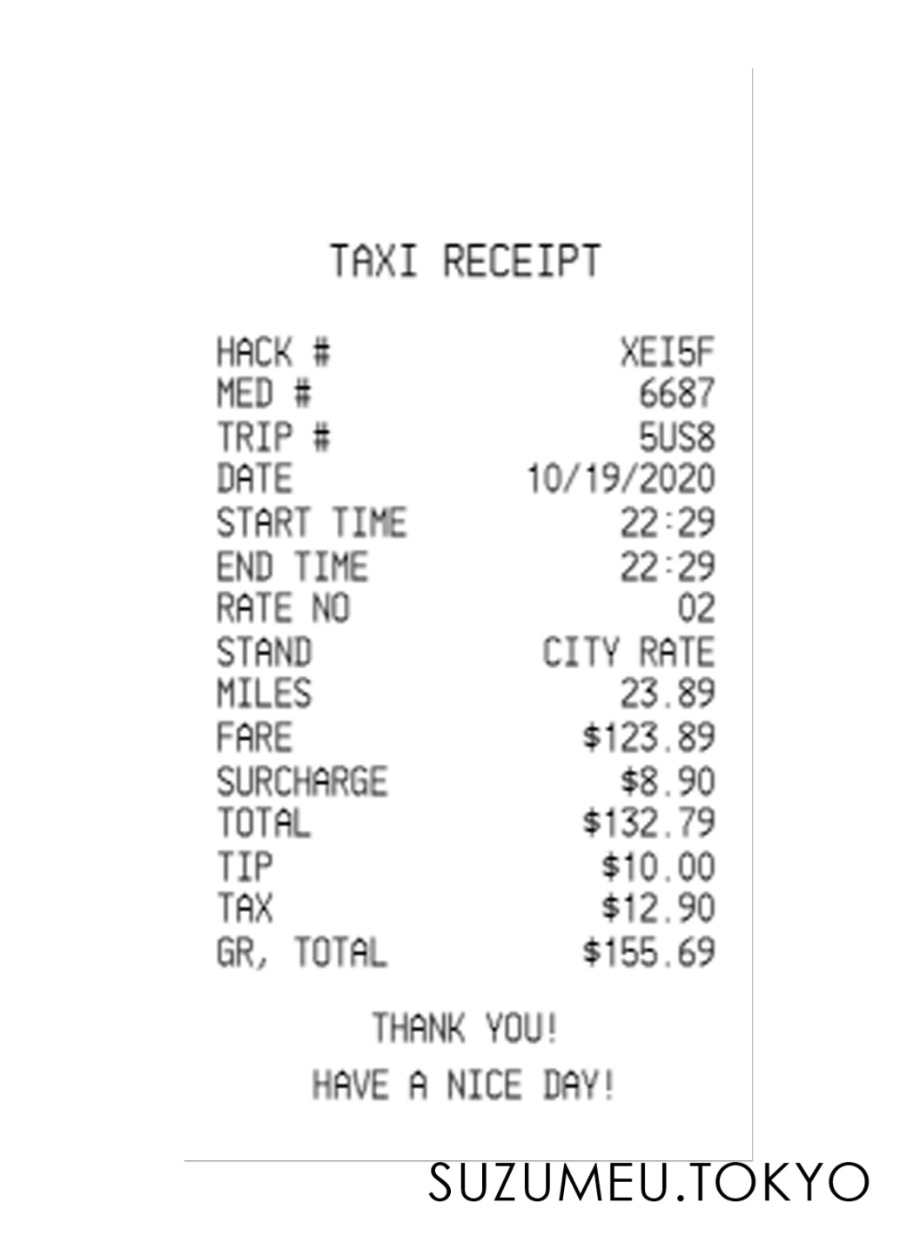 TAXI RECEIPT
HACK # XEI5F
MED # 6687
TRIP # 5US8
DATE 10/19/2020
START TIME 22:29
END TIME 22:29
RATE NO 02
STAND CITY RATE
MILES 23.89
FARE $123.89
SURCHARGE $8.90
TOTAL $132.79
TIP $10.00
TAX $12.90
GR, TOTAL $155.69
THANK YOU!
HAVE A NICE DAY!
SUZUMEU.TOKYO